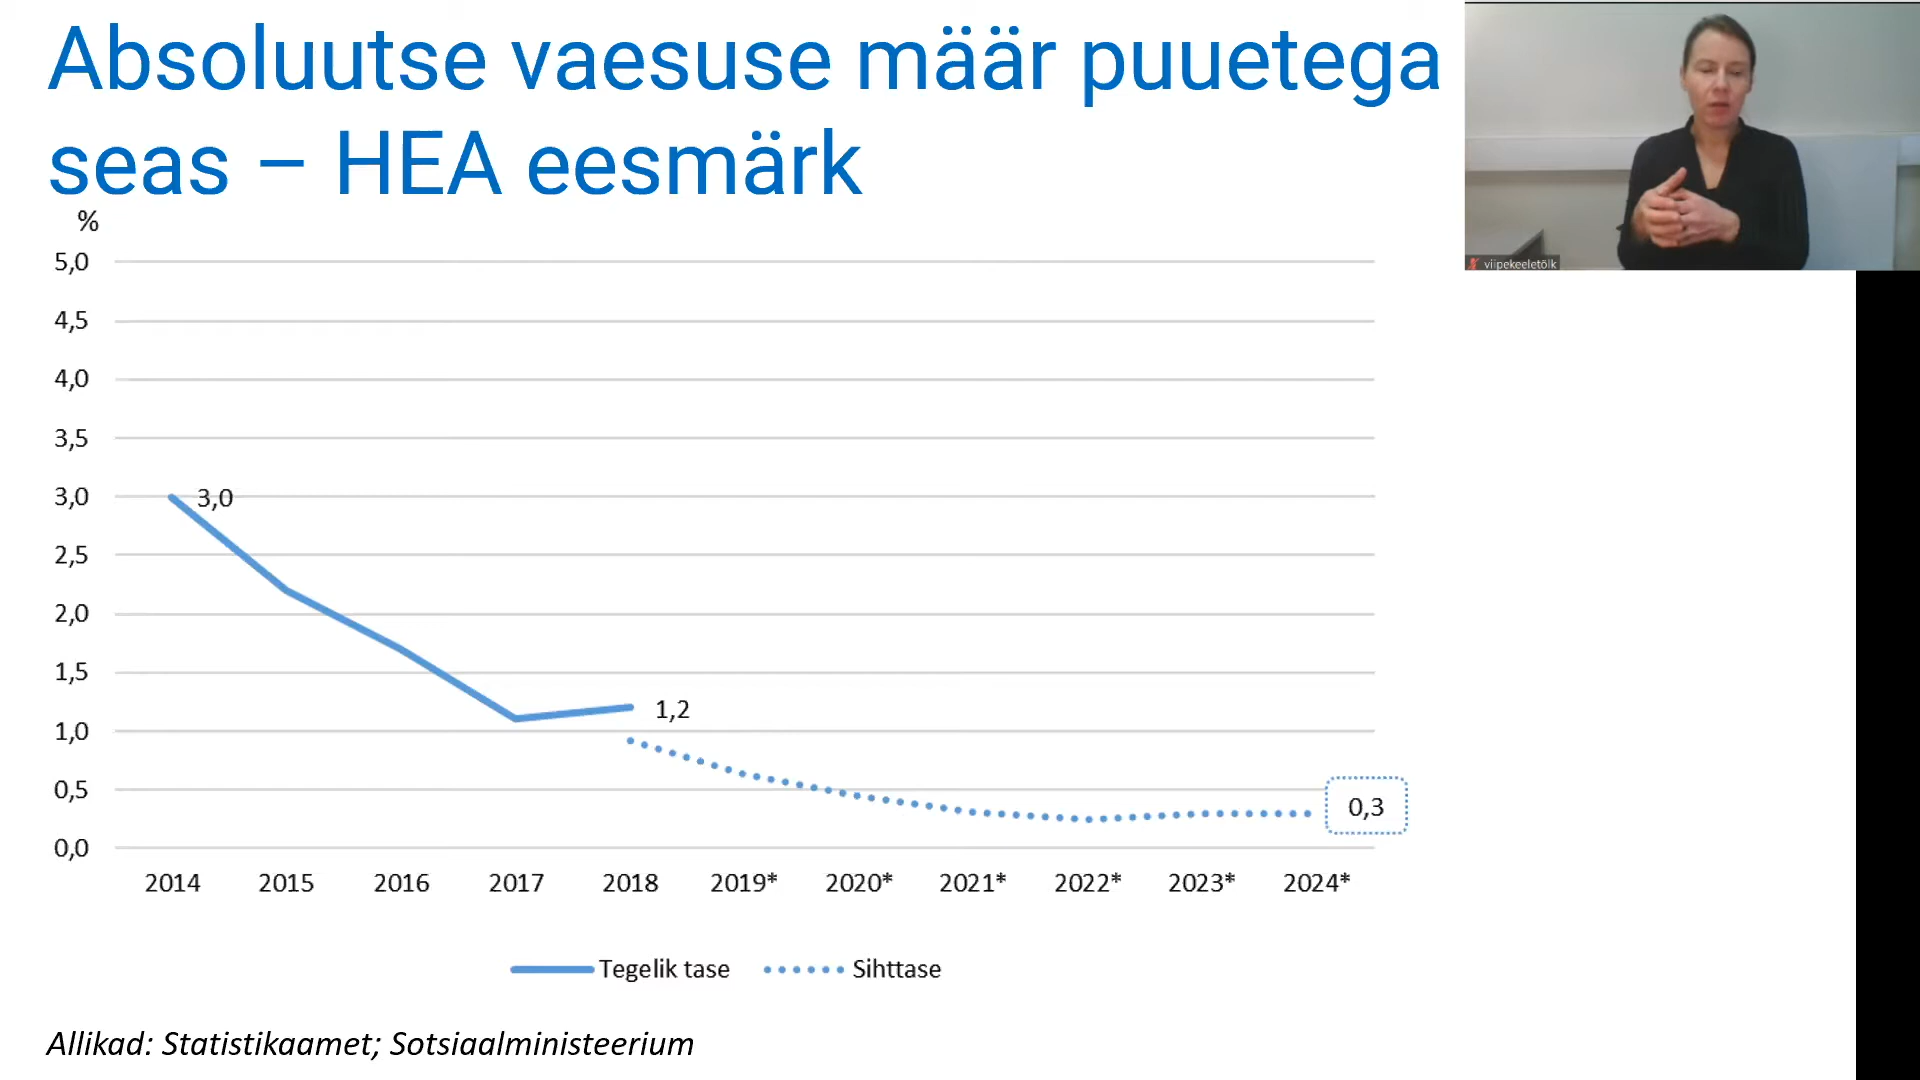 Absoluutse vaesuse määr puuetega
seas – HEA eesmärk
viipekeeletõlk
%
5,0
4,5
4,0
3,5
3,0
3,0
2,5
2,0
1,5
1,2
1,0
0,5
0,3
0,0
2014 2015 2016 2017 2018 2019* 2020* 2021* 2022* 2023* 2024*
Tegelik tase Sihttase
Allikad: Statistikaamet; Sotsiaalministeerium